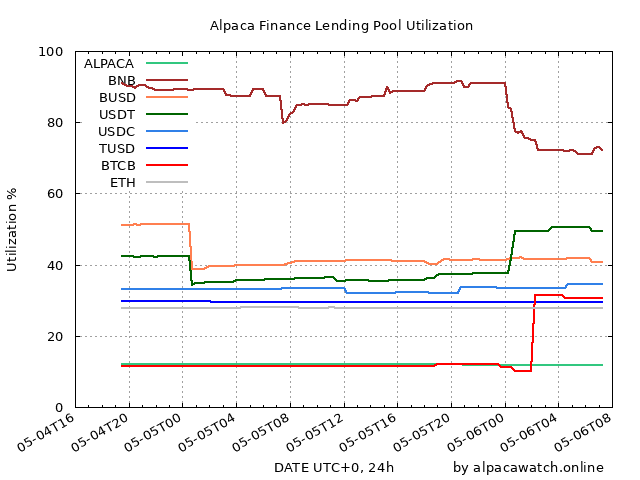 Alpaca Finance Lending Pool Utilization
100
80
60
40
20
0
Utilization %
ALPACA
BNB
BUSD
USDT
USDC
TUSD
BTCB
ETH
05-04T16
05-04T20
05-05T00
05-05T04
05-05T08
05-05T12
05-05T16
05-05T20
05-06T00
05-06T04
05-06T08
DATE UTC+0, 24h
by alpacawatch.online